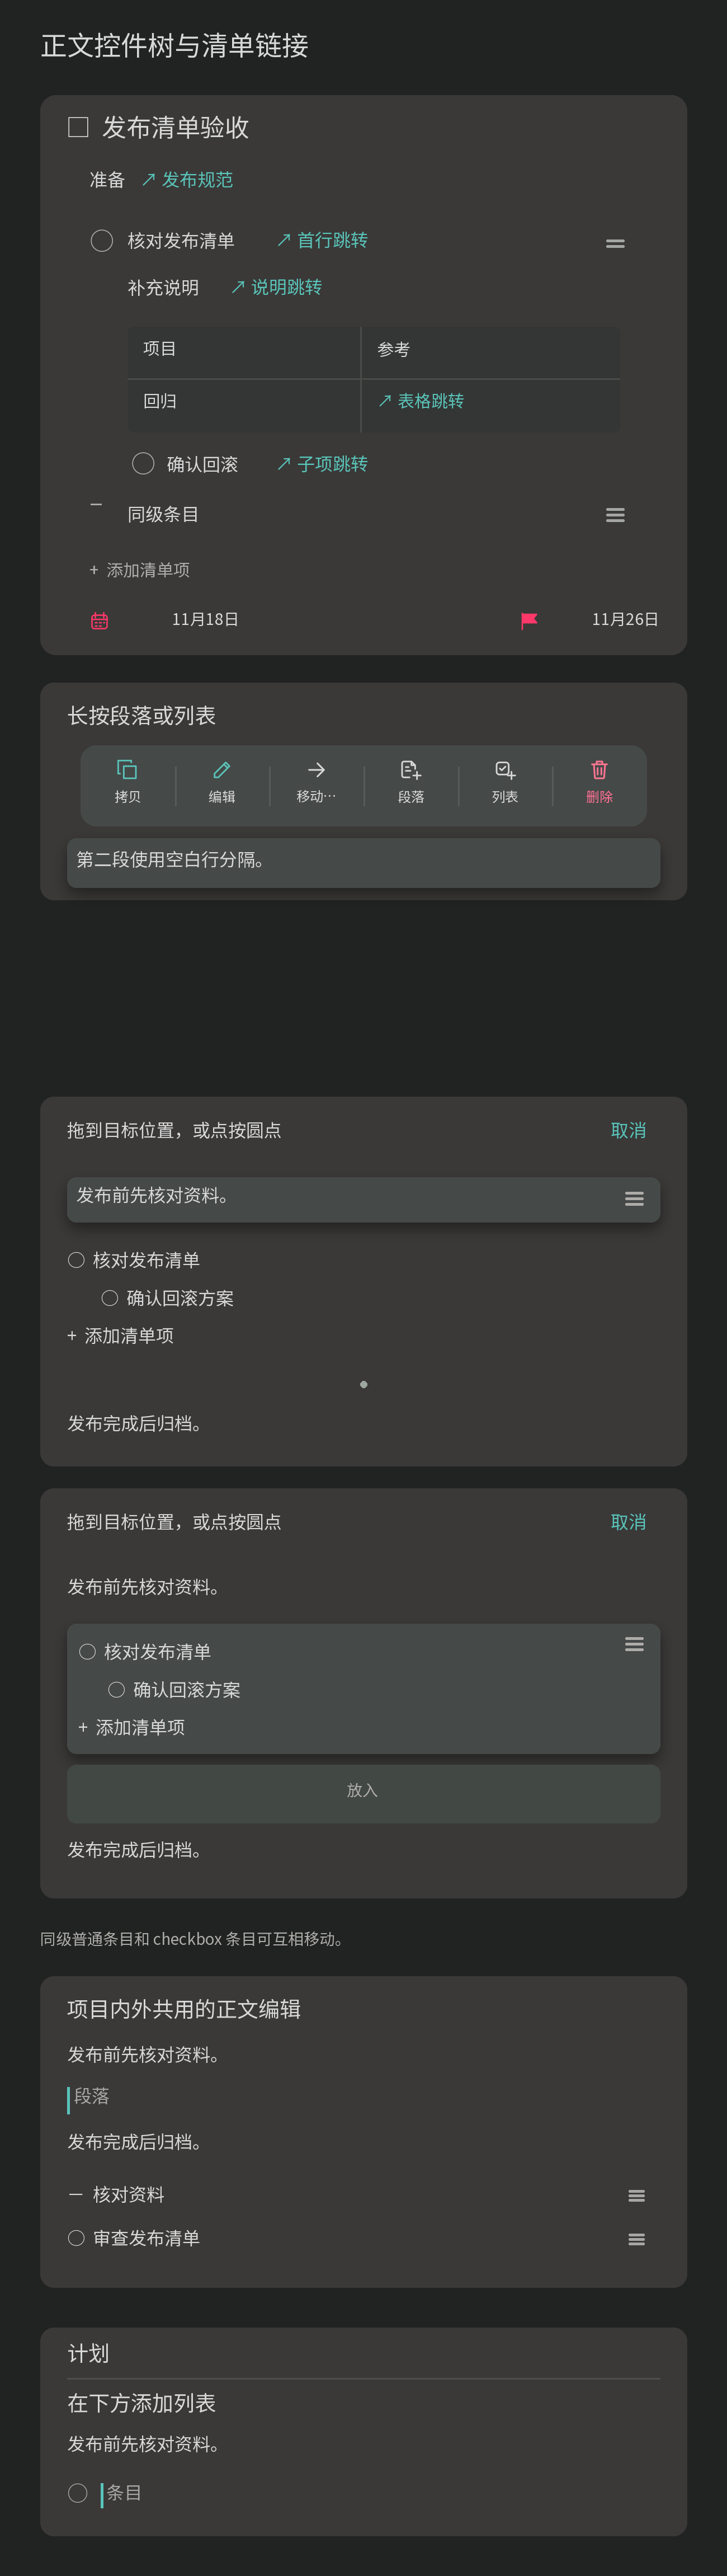 正文控件树与清单链接
发布清单验收
准备 ↗ 发布规范
核对发布清单 ↗ 首行跳转
补充说明 ↗ 说明跳转
项目 参考
回归 ↗ 表格跳转
确认回滚 ↗ 子项跳转
– 同级条目
+ 添加清单项
11月18日 11月26日
长按段落或列表
拷贝 编辑 移动… 段落 列表 删除
第二段使用空白行分隔。
拖到目标位置，或点按圆点 取消
发布前先核对资料。
核对发布清单
确认回滚方案
+ 添加清单项
发布完成后归档。
拖到目标位置，或点按圆点 取消
发布前先核对资料。
核对发布清单
确认回滚方案
+ 添加清单项
放入
发布完成后归档。
同级普通条目和 checkbox 条目可互相移动。
项目内外共用的正文编辑
发布前先核对资料。
段落
发布完成后归档。
– 核对资料
审查发布清单
计划
在下方添加列表
发布前先核对资料。
条目